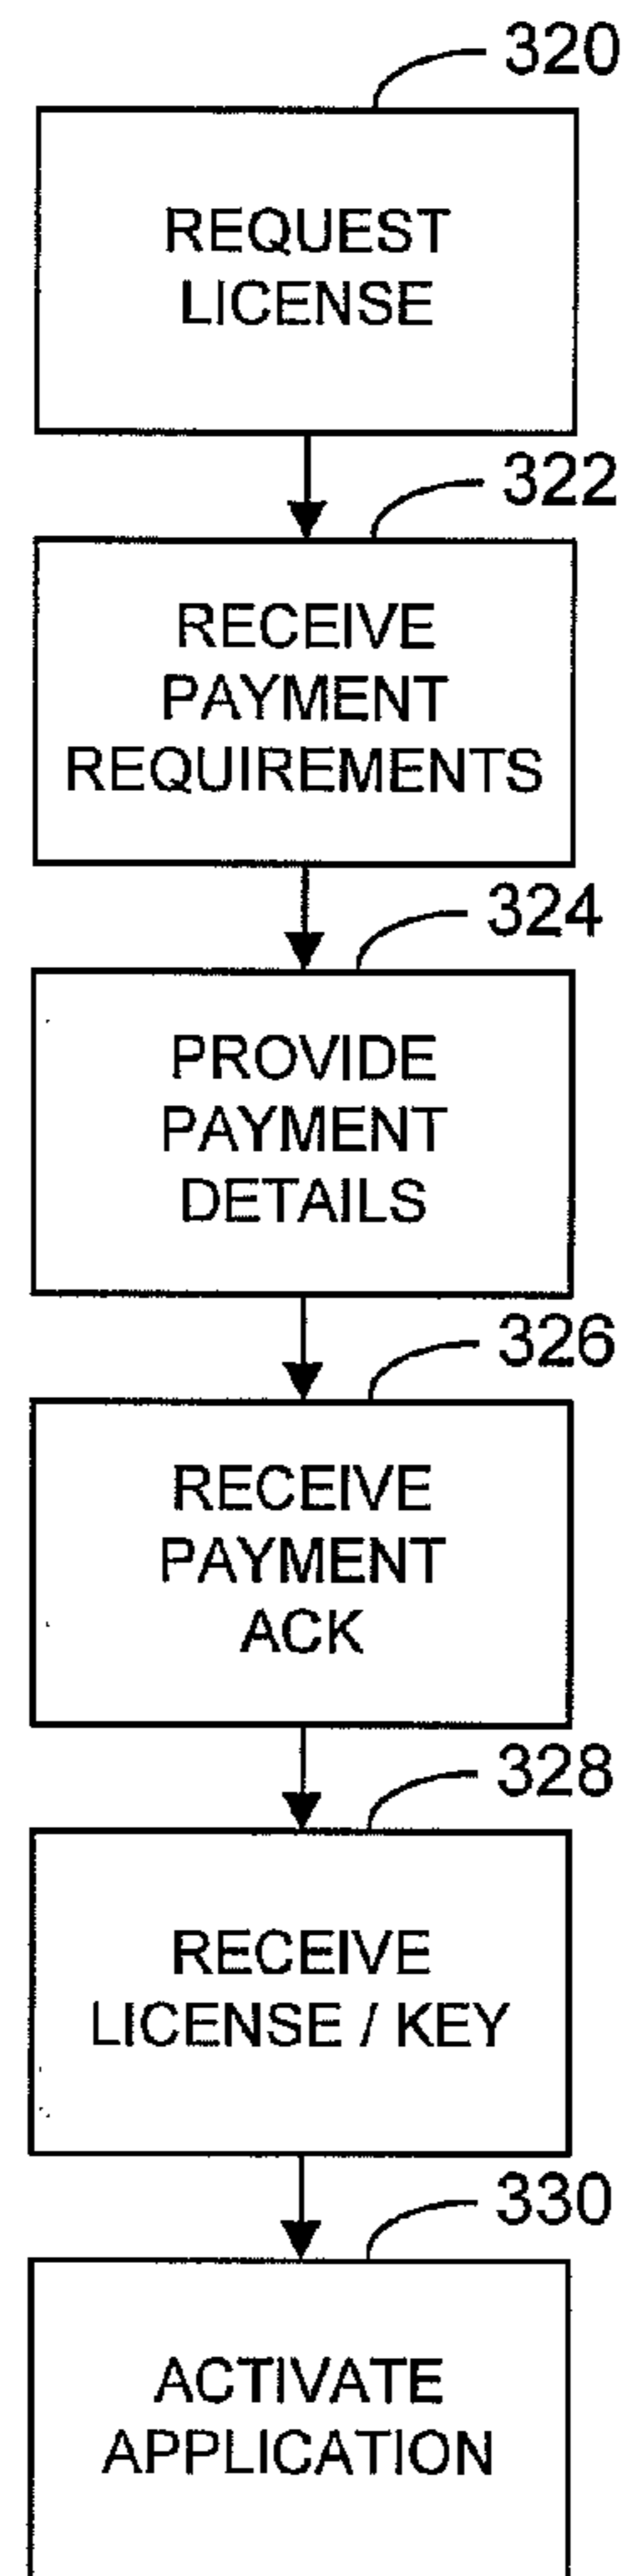 320
REQUEST
LICENSE
322
RECEIVE
PAYMENT
REQUIREMENTS
324
PROVIDE
PAYMENT
DETAILS
326
RECEIVE
PAYMENT
ACK
328
RECEIVE
LICENSE / KEY
330
ACTIVATE
APPLICATION